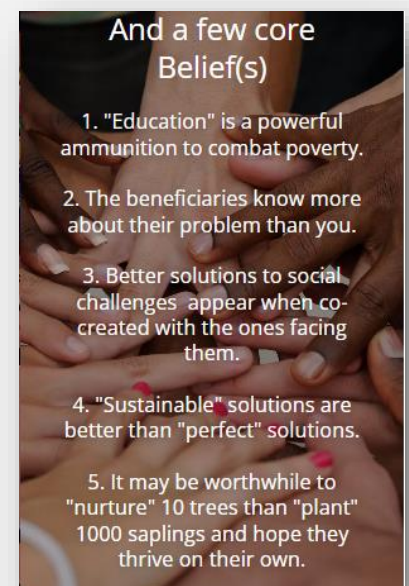 And a few core
Belief(s)
1. "Education" is a powerful
ammunition to combat poverty.
2. The beneficiaries know more
about their problem than you.
3. Better solutions to social
challenges appear when co-
created with the ones facing
them.
4. "Sustainable" solutions are
better than "perfect" solutions.
5. It may be worthwhile to
"nurture" 10 trees than "plant"
1000 saplings and hope they
thrive on their own.